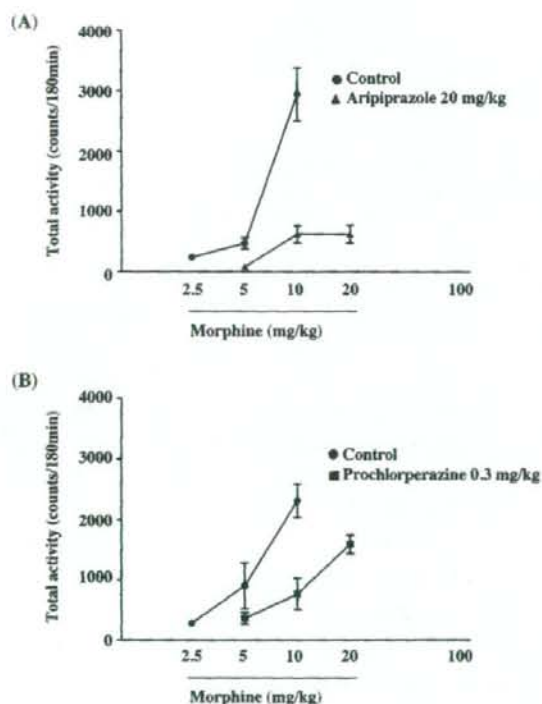 (A)
Total activity (counts/180min)
4000
3000
2000
1000
0
Control
Aripiprazole 20 mg/kg
2.5 5 10 20 100
Morphine (mg/kg)
(B)
Total activity (counts/180min)
4000
3000
2000
1000
0
Control
Prochlorperazine 0.3 mg/kg
2.5 5 10 20 100
Morphine (mg/kg)